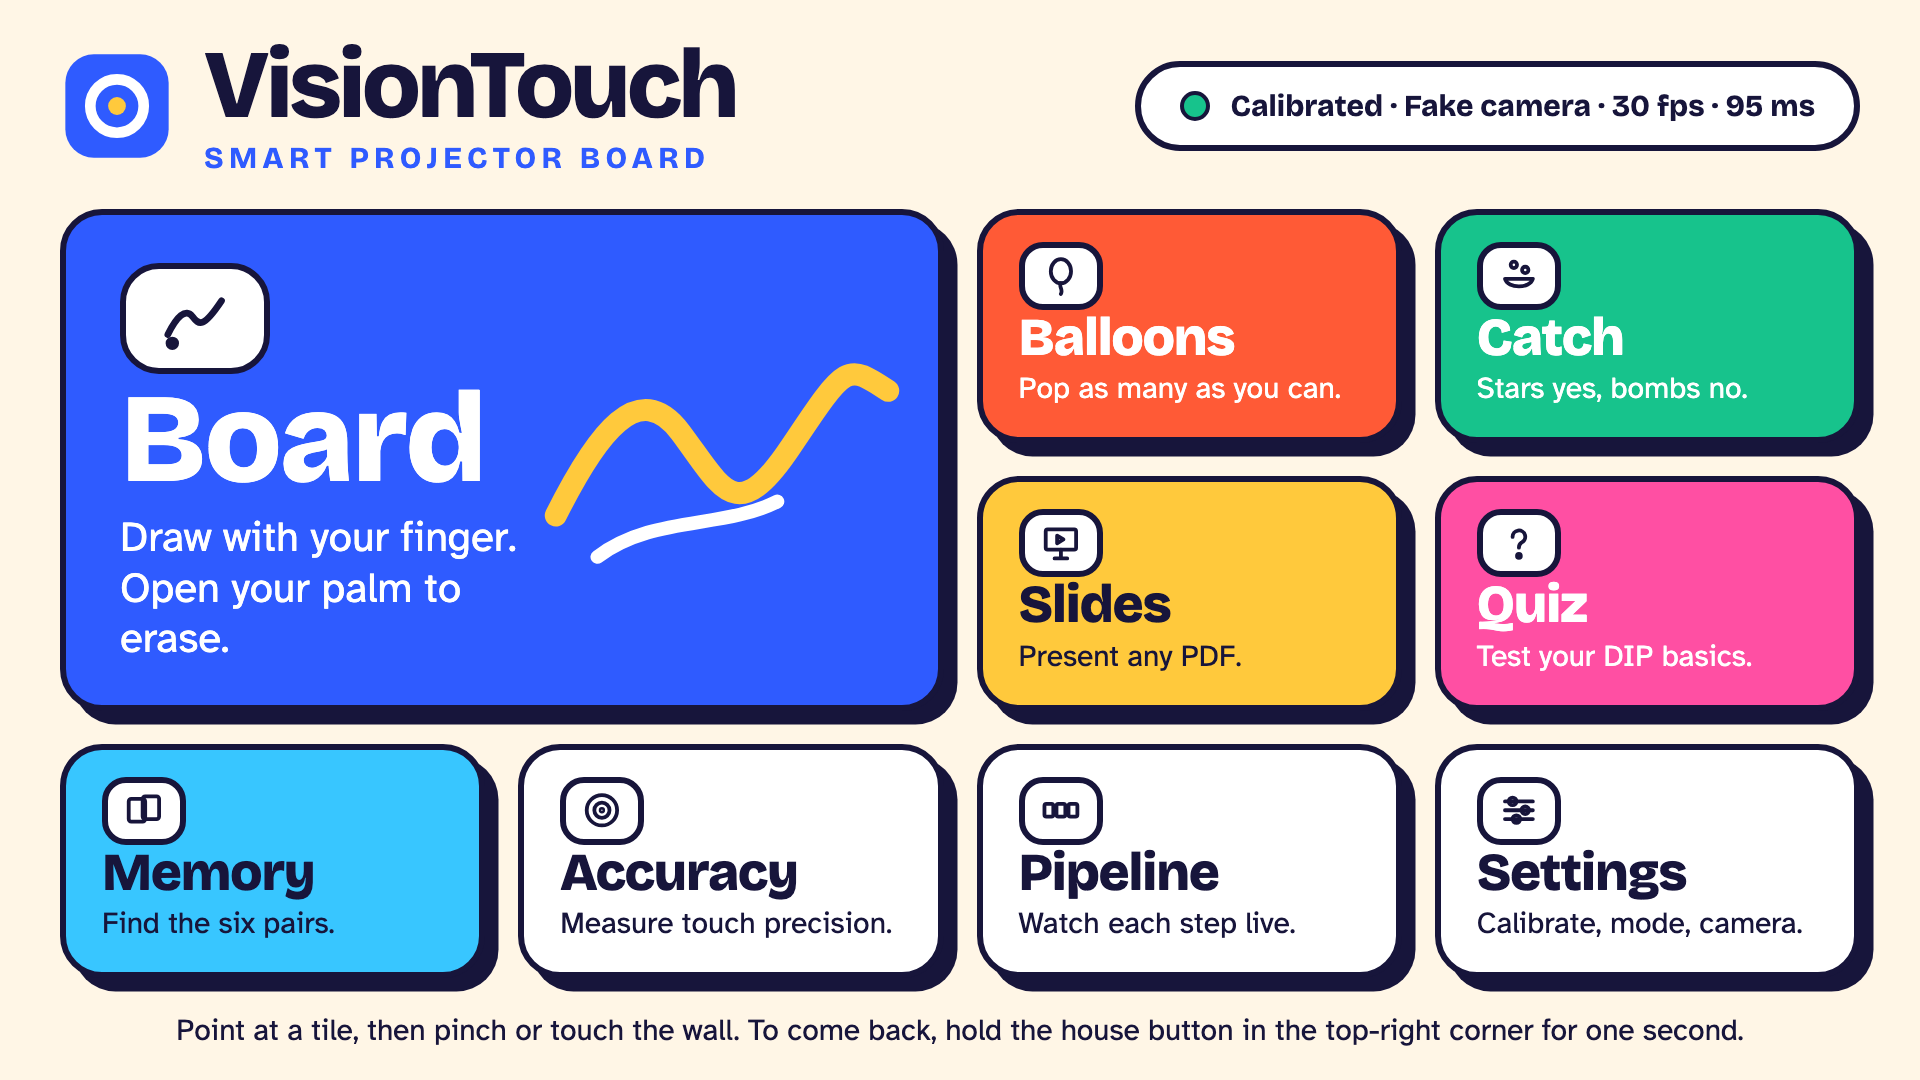 VisionTouch
SMART PROJECTOR BOARD
Calibrated · Fake camera · 30 fps · 95 ms
Board
Draw with your finger.
Open your palm to
erase.
Balloons
Pop as many as you can.
Catch
Stars yes, bombs no.
Slides
Present any PDF.
?
Quiz
Test your DIP basics.
Memory
Find the six pairs.
Accuracy
Measure touch precision.
Pipeline
Watch each step live.
Settings
Calibrate, mode, camera.
Point at a tile, then pinch or touch the wall. To come back, hold the house button in the top-right corner for one second.